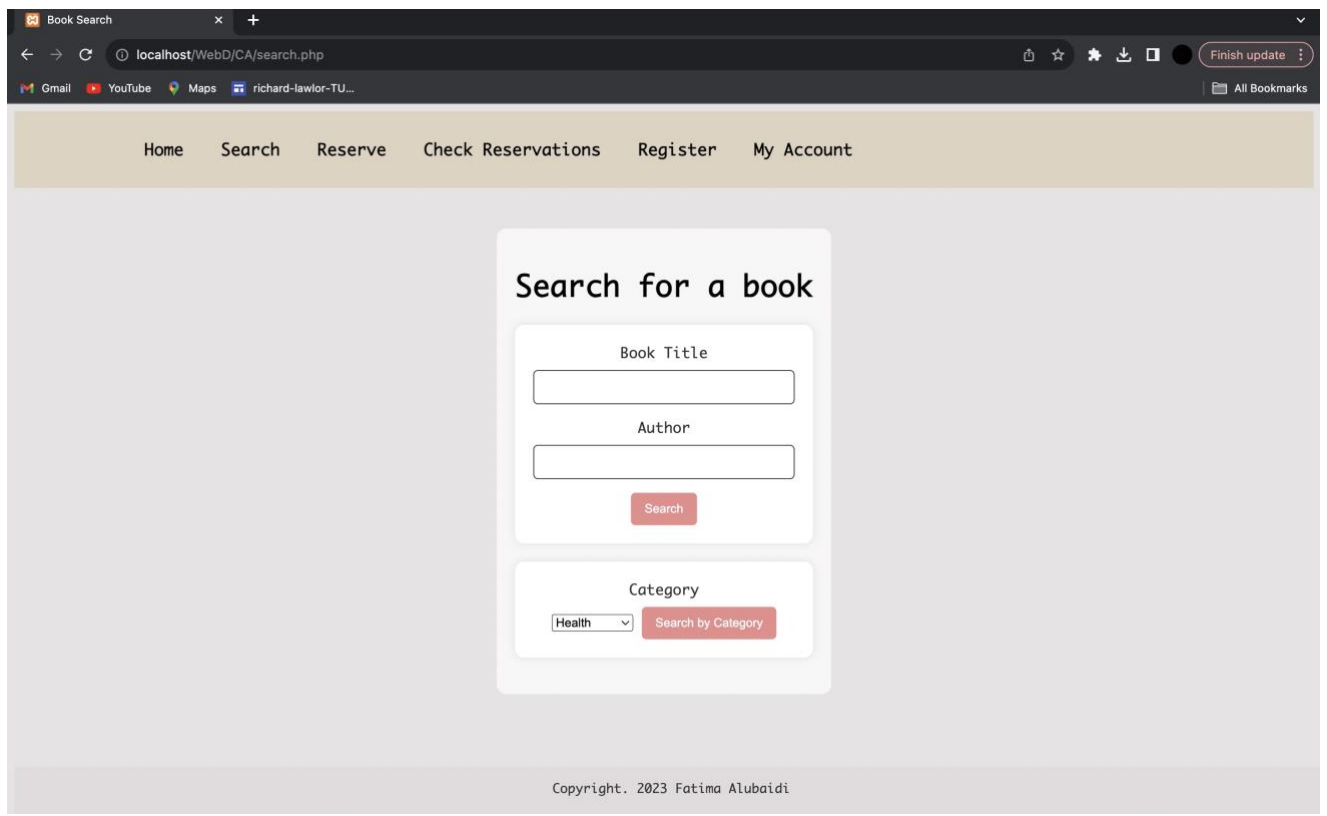 Book Search
localhost/WebD/CA/search.php
Finish update
Gmail YouTube Maps richard-lawlor-TU... All Bookmarks
Home Search Reserve Check Reservations Register My Account
Search for a book
Book Title
Author
Search
Category
Health Search by Category
Copyright. 2023 Fatima Alubaidi